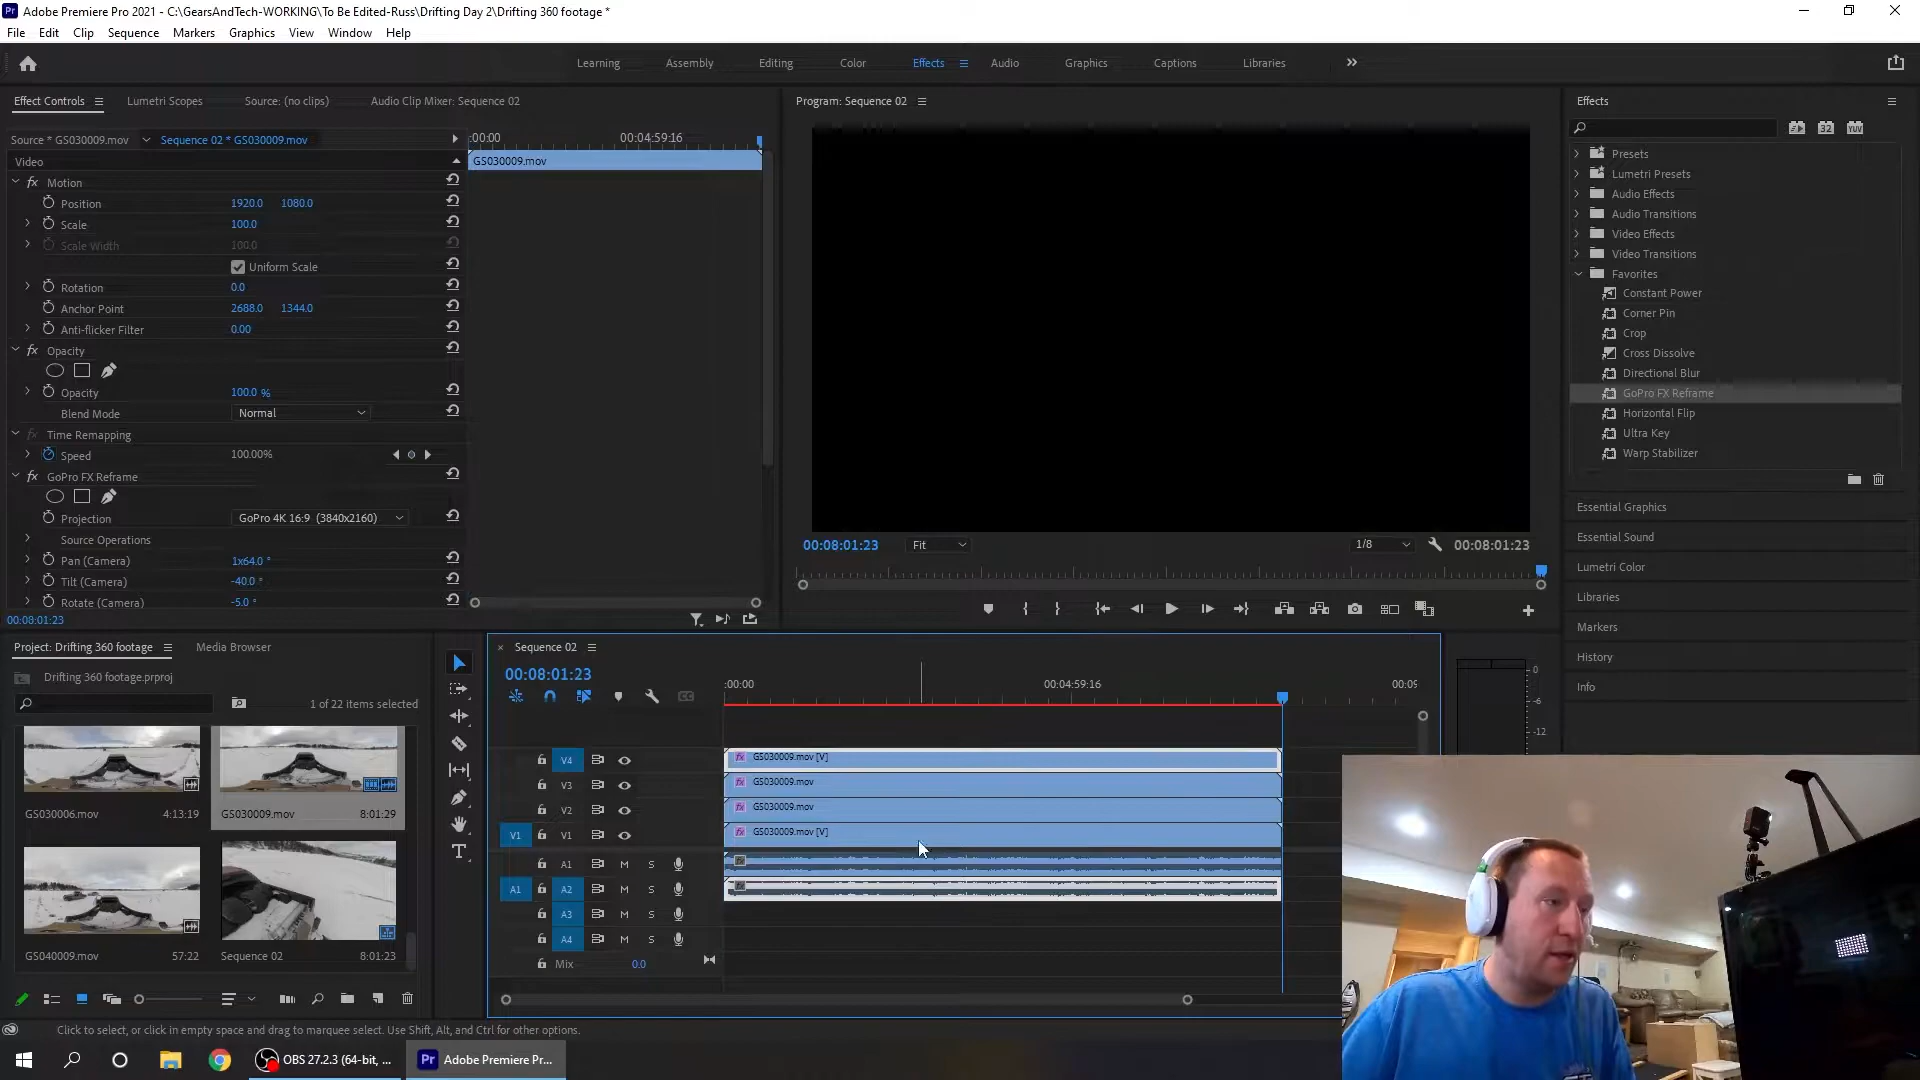 Adobe Premiere Pro 2021 - C:\GearsAndTech-WORKING\To Be Edited-Russ\Drifting Day 2\Drifting 360 footage *
File Edit Clip Sequence Markers Graphics View Window Help
Learning Assembly Editing Color Effects Audio Graphics Captions Libraries
Effect Controls Lumetri Scopes Source: (no clips) Audio Clip Mixer: Sequence 02
Source * GS030009.mov Sequence 02 * GS030009.mov
:00:00 00:04:59:16
GS030009.mov
Video
Motion
Position 1920.0 1080.0
Scale 100.0
Scale Width 100.0
Uniform Scale
Rotation 0.0
Anchor Point 2688.0 1344.0
Anti-flicker Filter 0.00
Opacity
Opacity 100.0 %
Blend Mode Normal
Time Remapping
Speed 100.00%
GoPro FX Reframe
Projection GoPro 4K 16:9 (3840x2160)
Source Operations
Pan (Camera) 1x64.0 °
Tilt (Camera) -40.0 °
Rotate (Camera) -5.0 °
00:08:01:23
Program: Sequence 02
00:08:01:23 Fit 1/8 00:08:01:23
Effects
32 YUV
Presets
Lumetri Presets
Audio Effects
Audio Transitions
Video Effects
Video Transitions
Favorites
Constant Power
Corner Pin
Crop
Cross Dissolve
Directional Blur
GoPro FX Reframe
Horizontal Flip
Ultra Key
Warp Stabilizer
Essential Graphics
Essential Sound
Lumetri Color
Libraries
Markers
History
Info
Project: Drifting 360 footage Media Browser
Drifting 360 footage.prproj
1 of 22 items selected
GS030006.mov 4:13:19
GS030009.mov 8:01:29
GS040009.mov 57:22
Sequence 02 8:01:23
Sequence 02
00:08:01:23
:00:00 00:04:59:16 00:09
V4 GS030009.mov [V]
V3 GS030009.mov
V2 GS030009.mov
V1 V1 GS030009.mov [V]
A1 M S
A1 A2 M S
A3 M S
A4 M S
Mix 0.0
0
-6
-12
Click to select, or click in empty space and drag to marquee select. Use Shift, Alt, and Ctrl for other options.
OBS 27.2.3 (64-bit, ...
Adobe Premiere Pr...